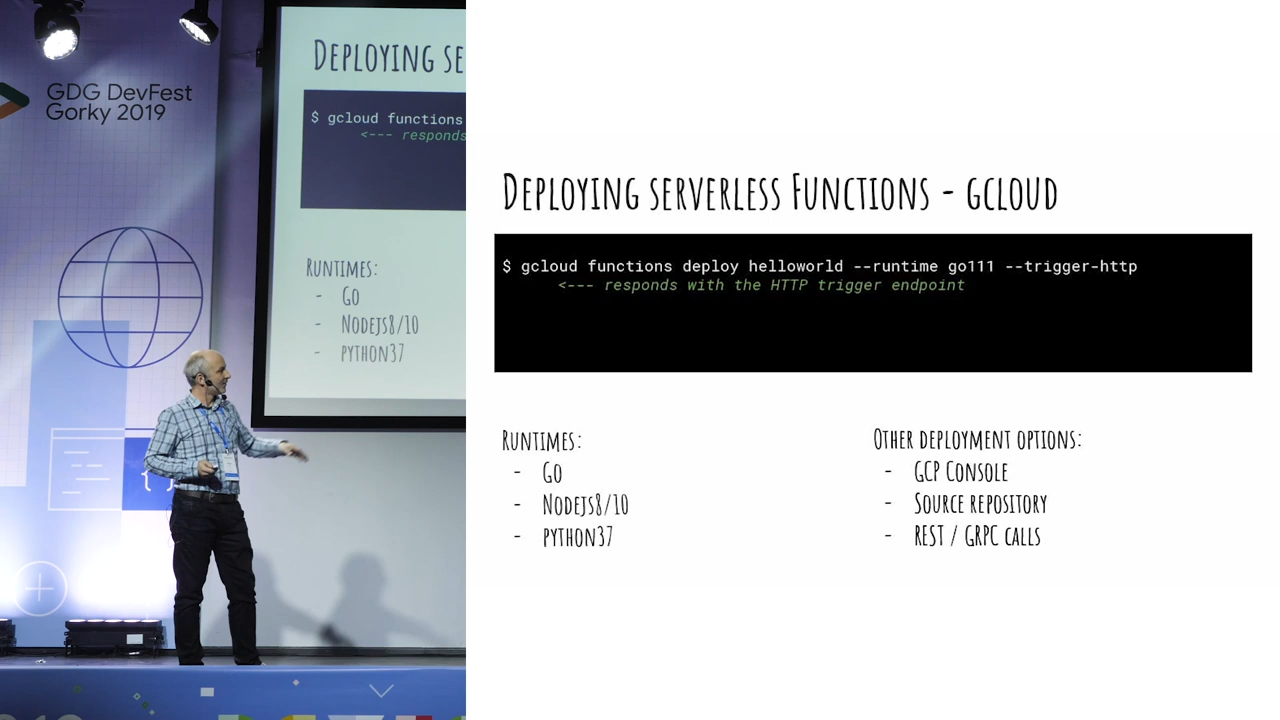 GDG DevFest
Gorky 2019
DEPLOYING SE
$ gcloud functions
<--- responds
RUNTIMES:
- GO
- NODEJS8/10
- PYTHON37
{ }
DEPLOYING SERVERLESS FUNCTIONS - GCLOUD
$ gcloud functions deploy helloworld --runtime go111 --trigger-http
<--- responds with the HTTP trigger endpoint
RUNTIMES:
- GO
- NODEJS8/10
- PYTHON37
OTHER DEPLOYMENT OPTIONS:
- GCP CONSOLE
- SOURCE REPOSITORY
- REST / GRPC CALLS